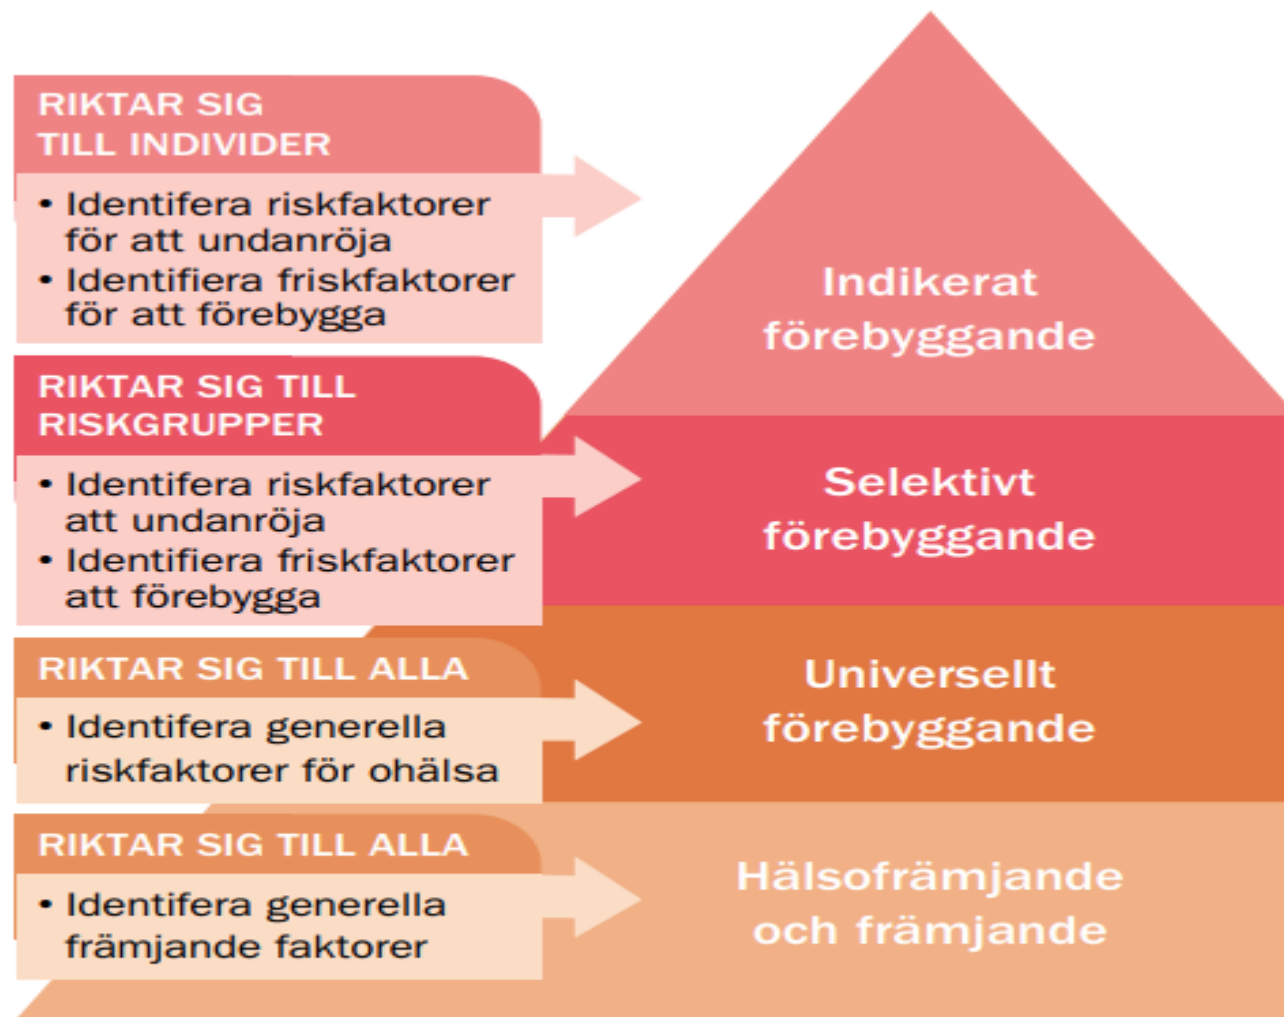 RIKTAR SIG
TILL INDIVIDER
• Identifera riskfaktorer
för att undanröja
• Identifiera friskfaktorer
för att förebygga
Indikerat
förebyggande
RIKTAR SIG TILL
RISKGRUPPER
• Identifera riskfaktorer
att undanröja
• Identifiera friskfaktorer
att förebygga
Selektivt
förebyggande
RIKTAR SIG TILL ALLA
• Identifera generella
riskfaktorer för ohälsa
Universellt
förebyggande
RIKTAR SIG TILL ALLA
• Identifera generella
främjande faktorer
Hälsofrämjande
och främjande